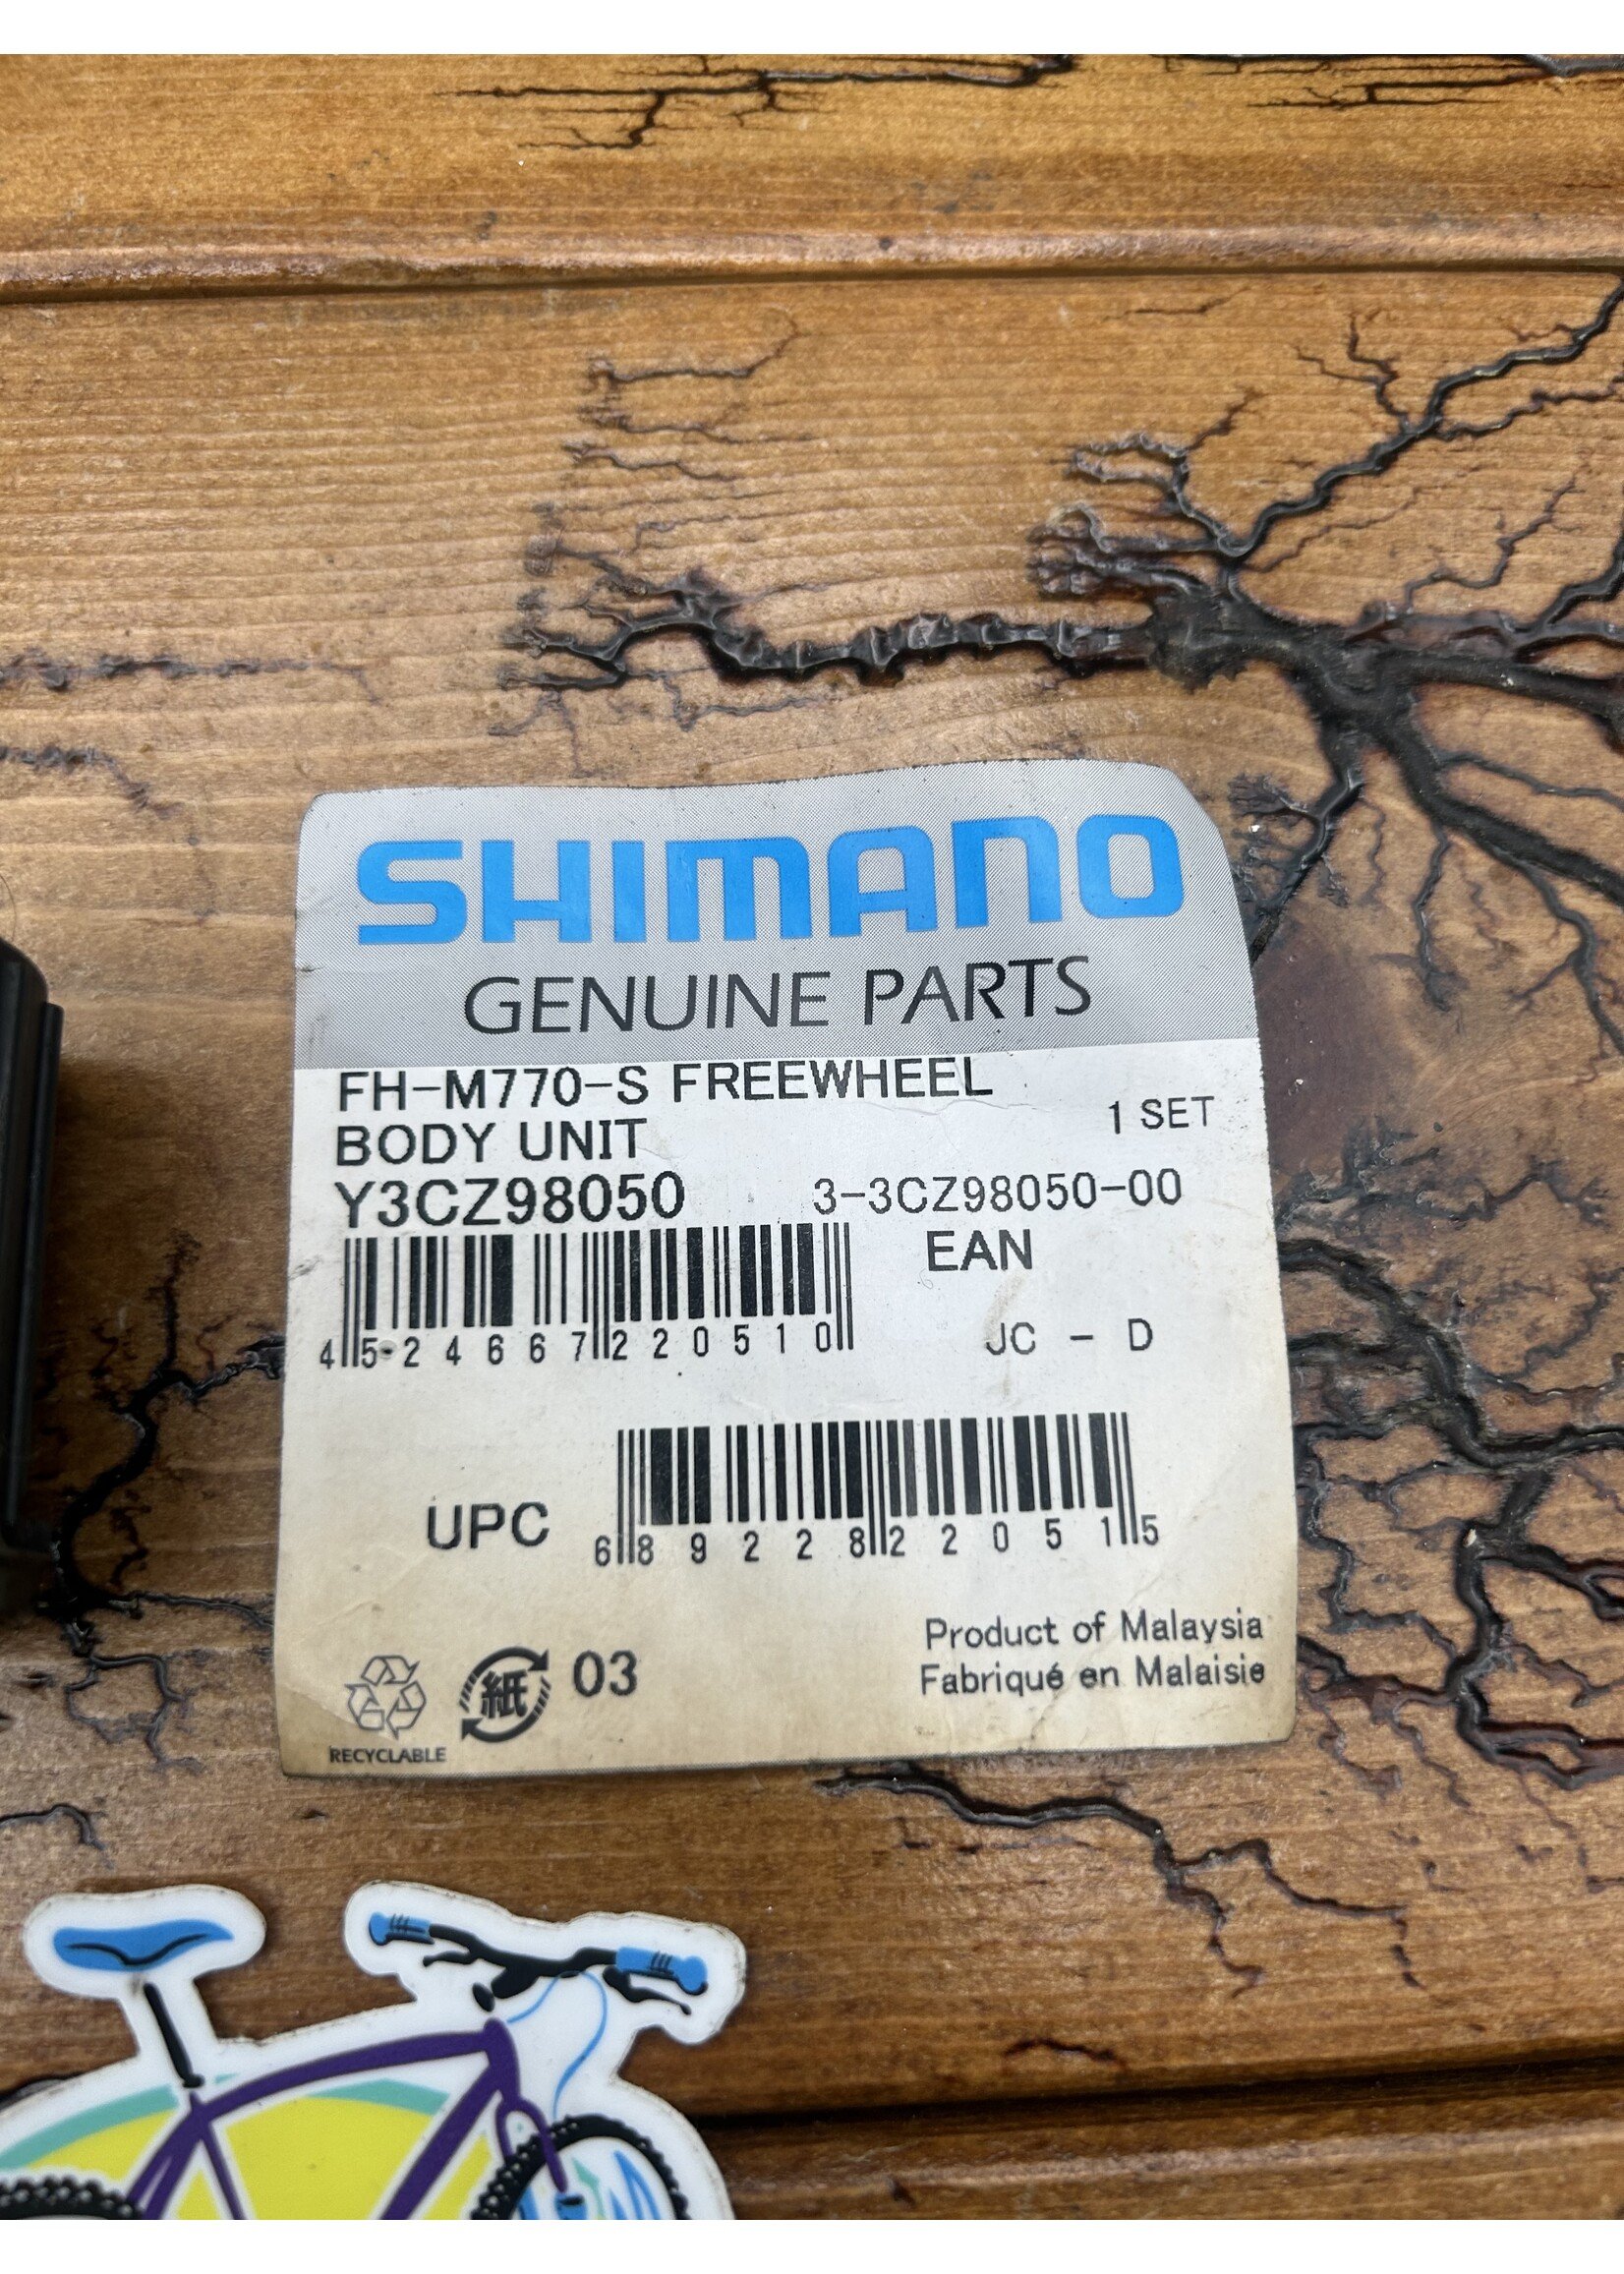 SHIMANO
GENUINE PARTS
FH-M770-S FREEWHEEL
BODY UNIT
1 SET
Y3CZ98050 3-3CZ98050-00
EAN
4 524667 220510
JC - D
UPC
6 89228 22051 5
Product of Malaysia
Fabriqué en Malaisie
紙 03
RECYCLABLE